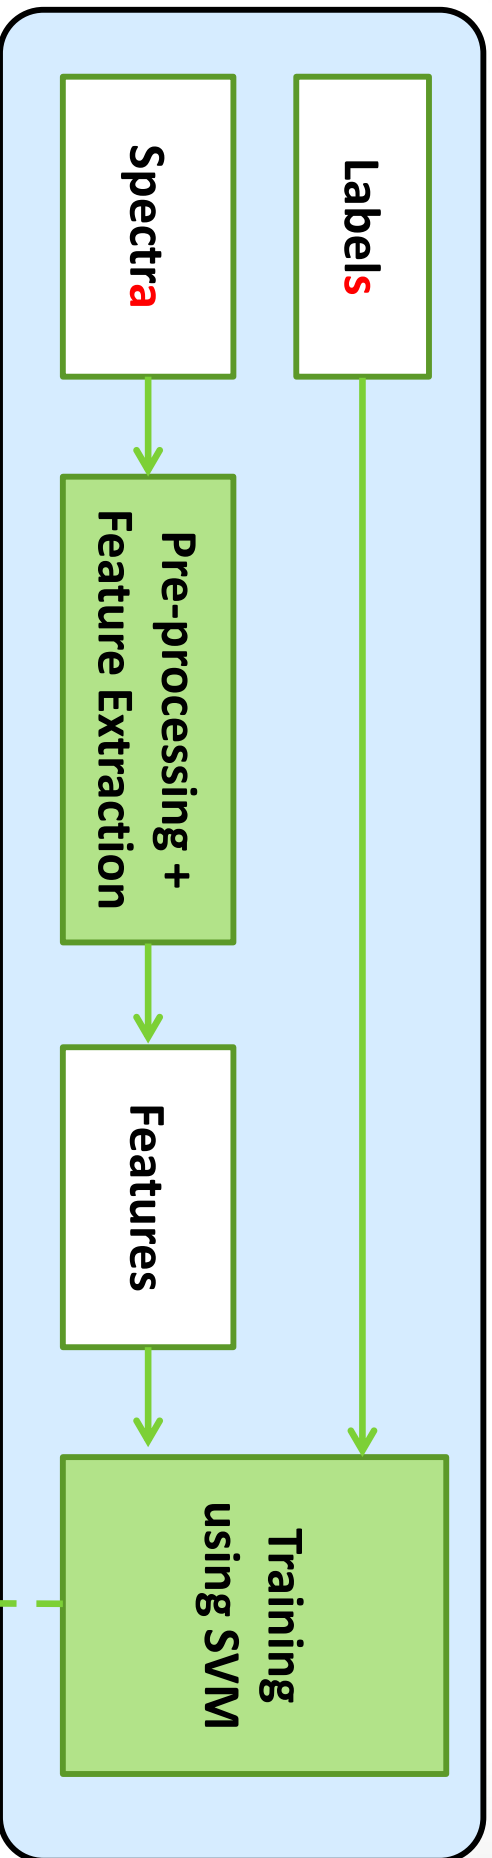 Labels
Spectra
Pre-processing +
Feature Extraction
Features
Training
using SVM